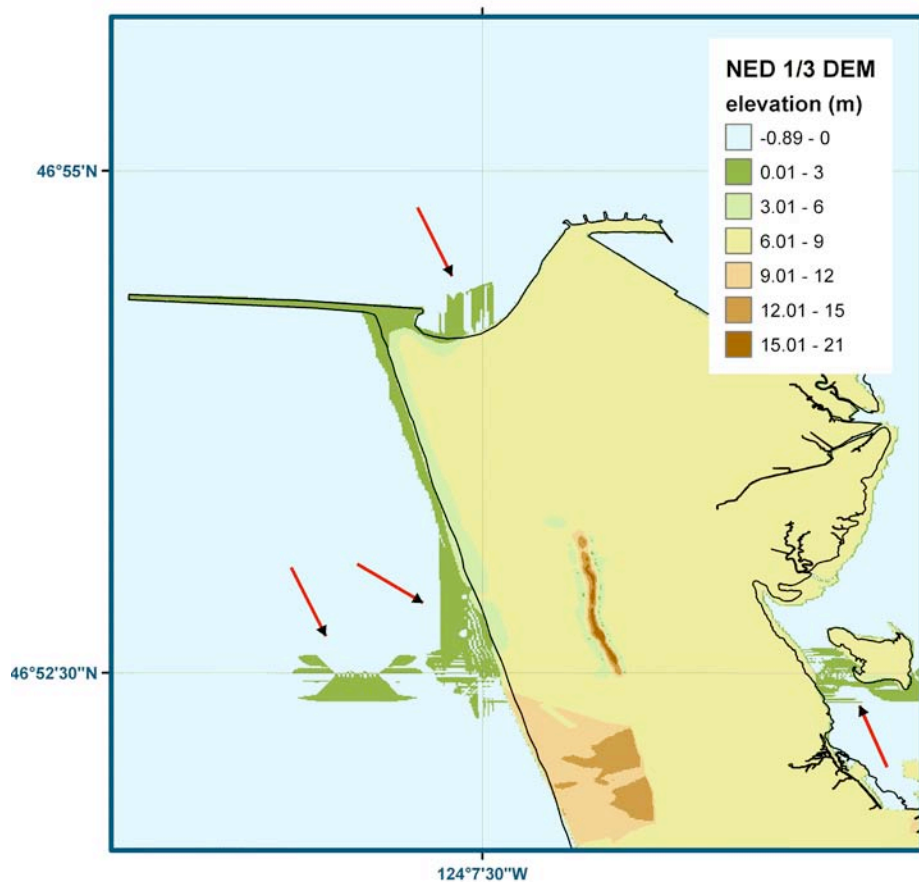 NED 1/3 DEM
elevation (m)
-0.89 - 0
0.01 - 3
3.01 - 6
6.01 - 9
9.01 - 12
12.01 - 15
15.01 - 21
46°55'N
46°52'30"N
124°7'30"W